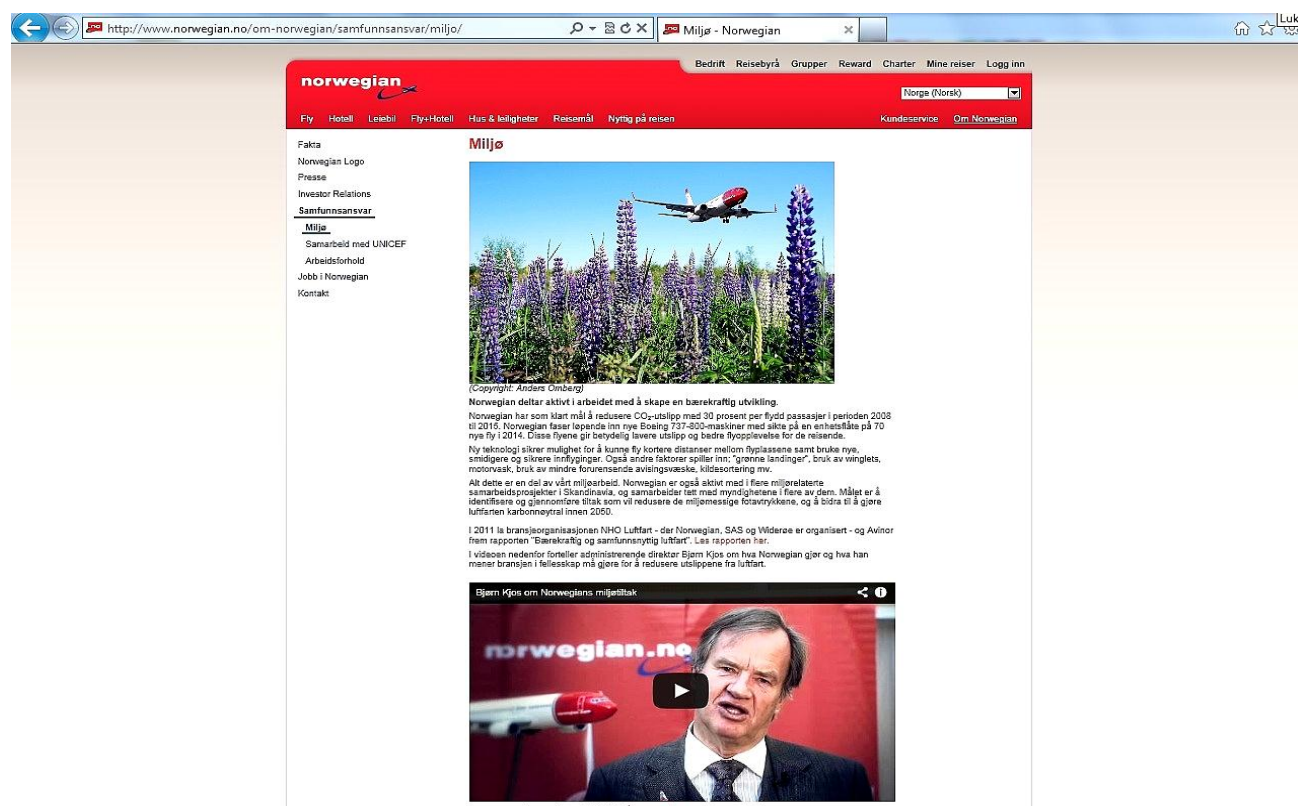 http://www.norwegian.no/om-norwegian/samfunnsansvar/miljo/
Miljø - Norwegian
Luk
Bedrift Reisebyrå Grupper Reward Charter Mine reiser Logg inn
norwegian
Norge (Norsk)
Fly Hotell Leiebil Fly+Hotell Hus & leiligheter Reisemål Nyttig på reisen Kundeservice Om Norwegian
Fakta
Norwegian Logo
Presse
Investor Relations
Samfunnsansvar
Miljø
Samarbeid med UNICEF
Arbeidsforhold
Jobb i Norwegian
Kontakt
Miljø
(Copyright: Anders Omberg)
Norwegian deltar aktivt i arbeidet med å skape en bærekraftig utvikling.
Norwegian har som klart mål å redusere CO₂-utslipp med 30 prosent per flydd passasjer i perioden 2008
til 2015. Norwegian faser løpende inn nye Boeing 737-800-maskiner med sikte på en enhetsflåte på 70
nye fly i 2014. Disse flyene gir betydelig lavere utslipp og bedre flyopplevelse for de reisende.
Ny teknologi sikrer mulighet for å kunne fly kortere distanser mellom flyplassene samt bruke nye,
smidigere og sikrere innflyginger. Også andre faktorer spiller inn; "grønne landinger", bruk av winglets,
motorvask, bruk av mindre forurensende avisingsvæske, kildesortering mv.
Alt dette er en del av vårt miljøarbeid. Norwegian er også aktivt med i flere miljørelaterte
samarbeidsprosjekter i Skandinavia, og samarbeider tett med myndighetene i flere av dem. Målet er å
identifisere og gjennomføre tiltak som vil redusere de miljømessige fotavtrykkene, og å bidra til å gjøre
luftfarten karbonnøytral innen 2050.
I 2011 la bransjeorganisasjonen NHO Luftfart - der Norwegian, SAS og Widerøe er organisert - og Avinor
frem rapporten "Bærekraftig og samfunnsnyttig luftfart". Les rapporten her.
I videoen nedenfor forteller administrerende direktør Bjørn Kjos om hva Norwegian gjør og hva han
mener bransjen i fellesskap må gjøre for å redusere utslippene fra luftfart.
Bjørn Kjos om Norwegians miljøtiltak
norwegian.no